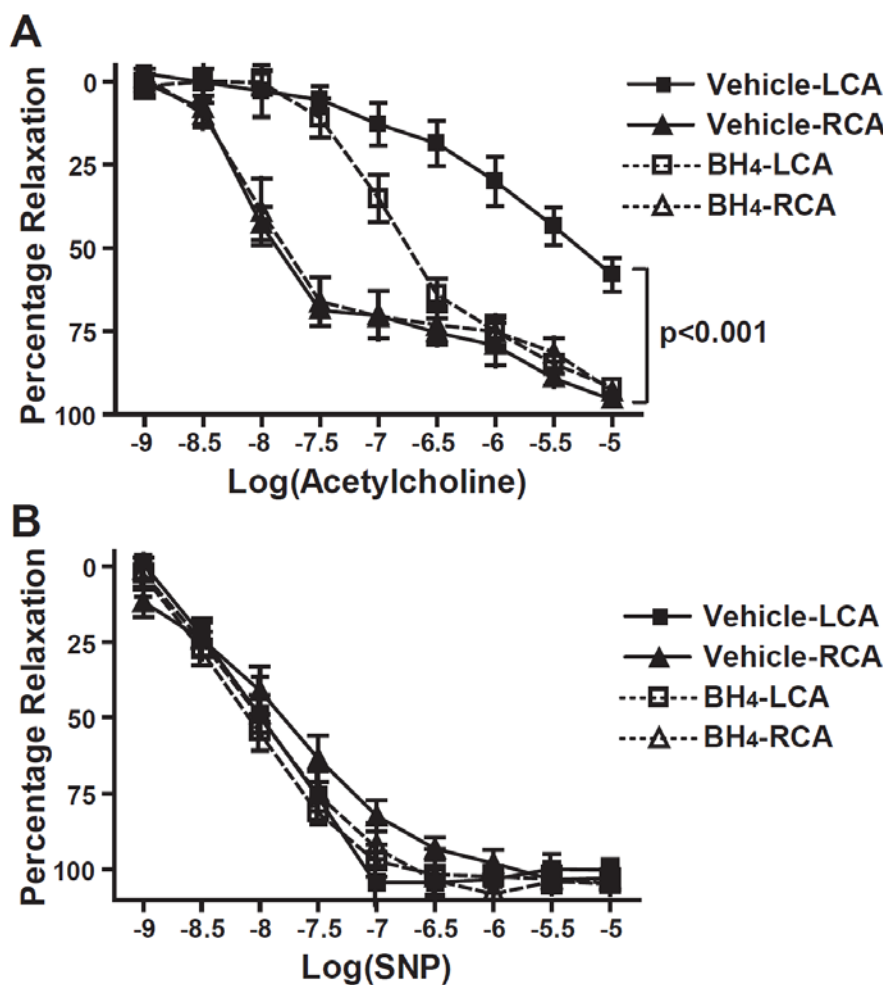 A
Percentage Relaxation
0
25
50
75
100
-9 -8.5 -8 -7.5 -7 -6.5 -6 -5.5 -5
Log(Acetylcholine)
Vehicle-LCA
Vehicle-RCA
BH4-LCA
BH4-RCA
p<0.001
B
Percentage Relaxation
0
25
50
75
100
-9 -8.5 -8 -7.5 -7 -6.5 -6 -5.5 -5
Log(SNP)
Vehicle-LCA
Vehicle-RCA
BH4-LCA
BH4-RCA